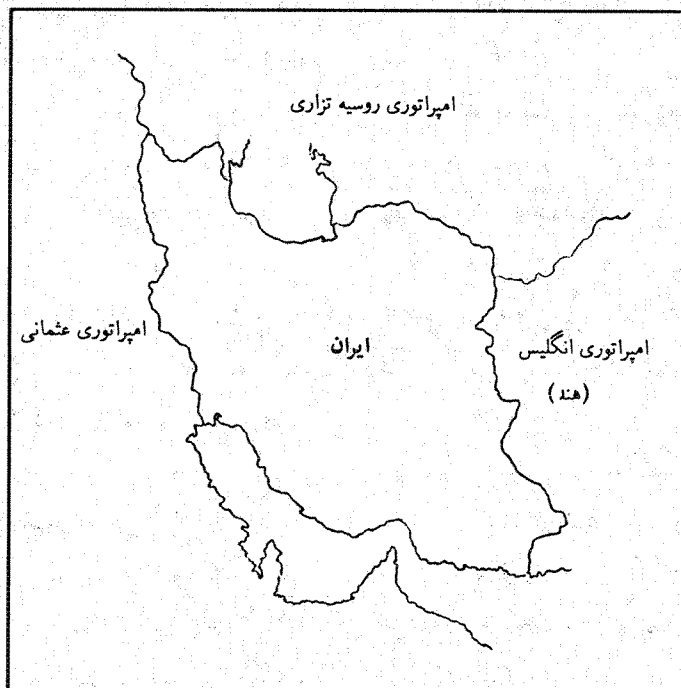 امپراتوری روسیه تزاری
امپراتوری عثمانی
ایران
امپراتوری انگلیس
(هند)